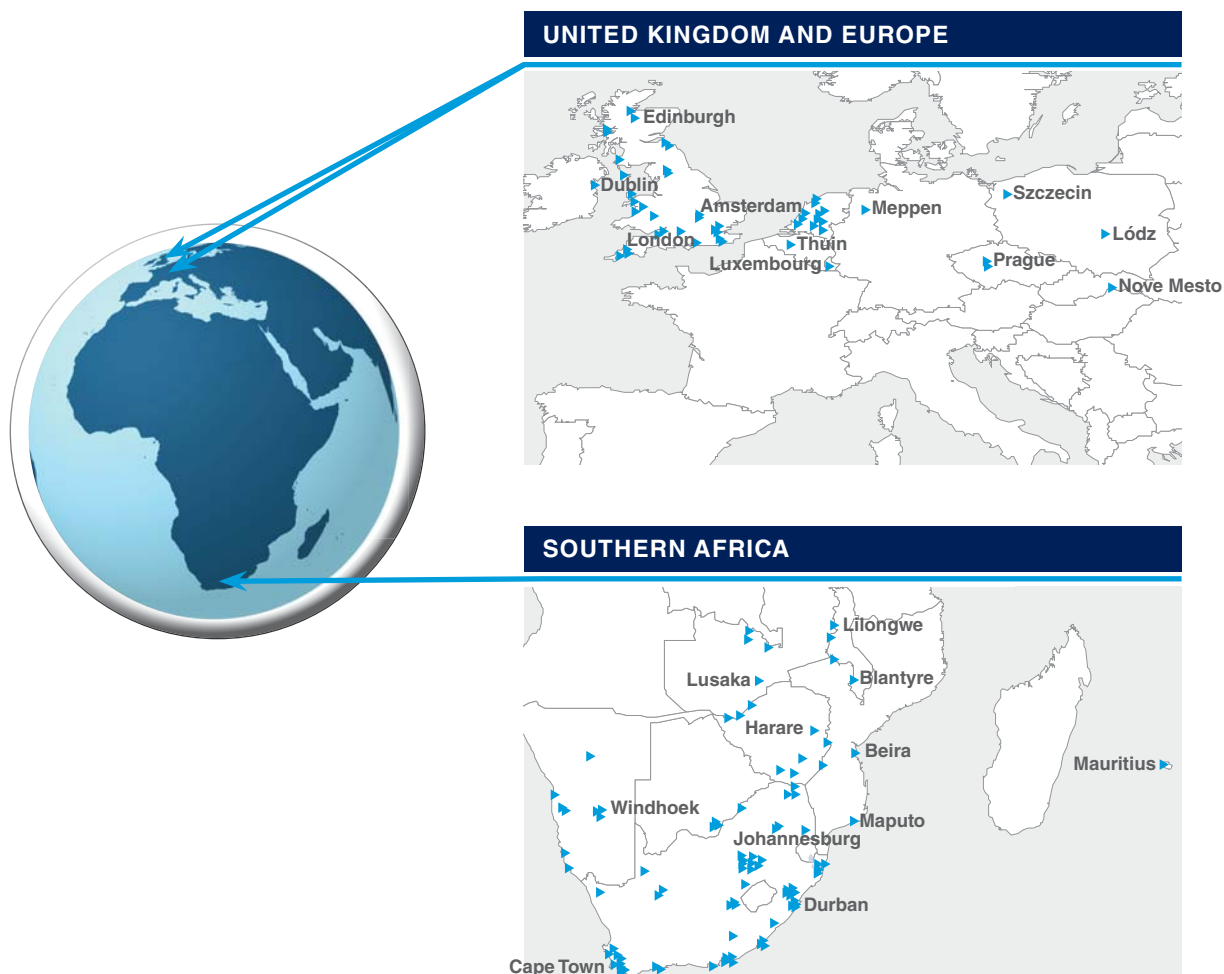 UNITED KINGDOM AND EUROPE
Edinburgh
Dublin
Amsterdam
Meppen
Szczecin
London
Thuin
Lódz
Luxembourg
Prague
Nove Mesto
SOUTHERN AFRICA
Lilongwe
Lusaka
Blantyre
Harare
Beira
Mauritius
Windhoek
Maputo
Johannesburg
Durban
Cape Town